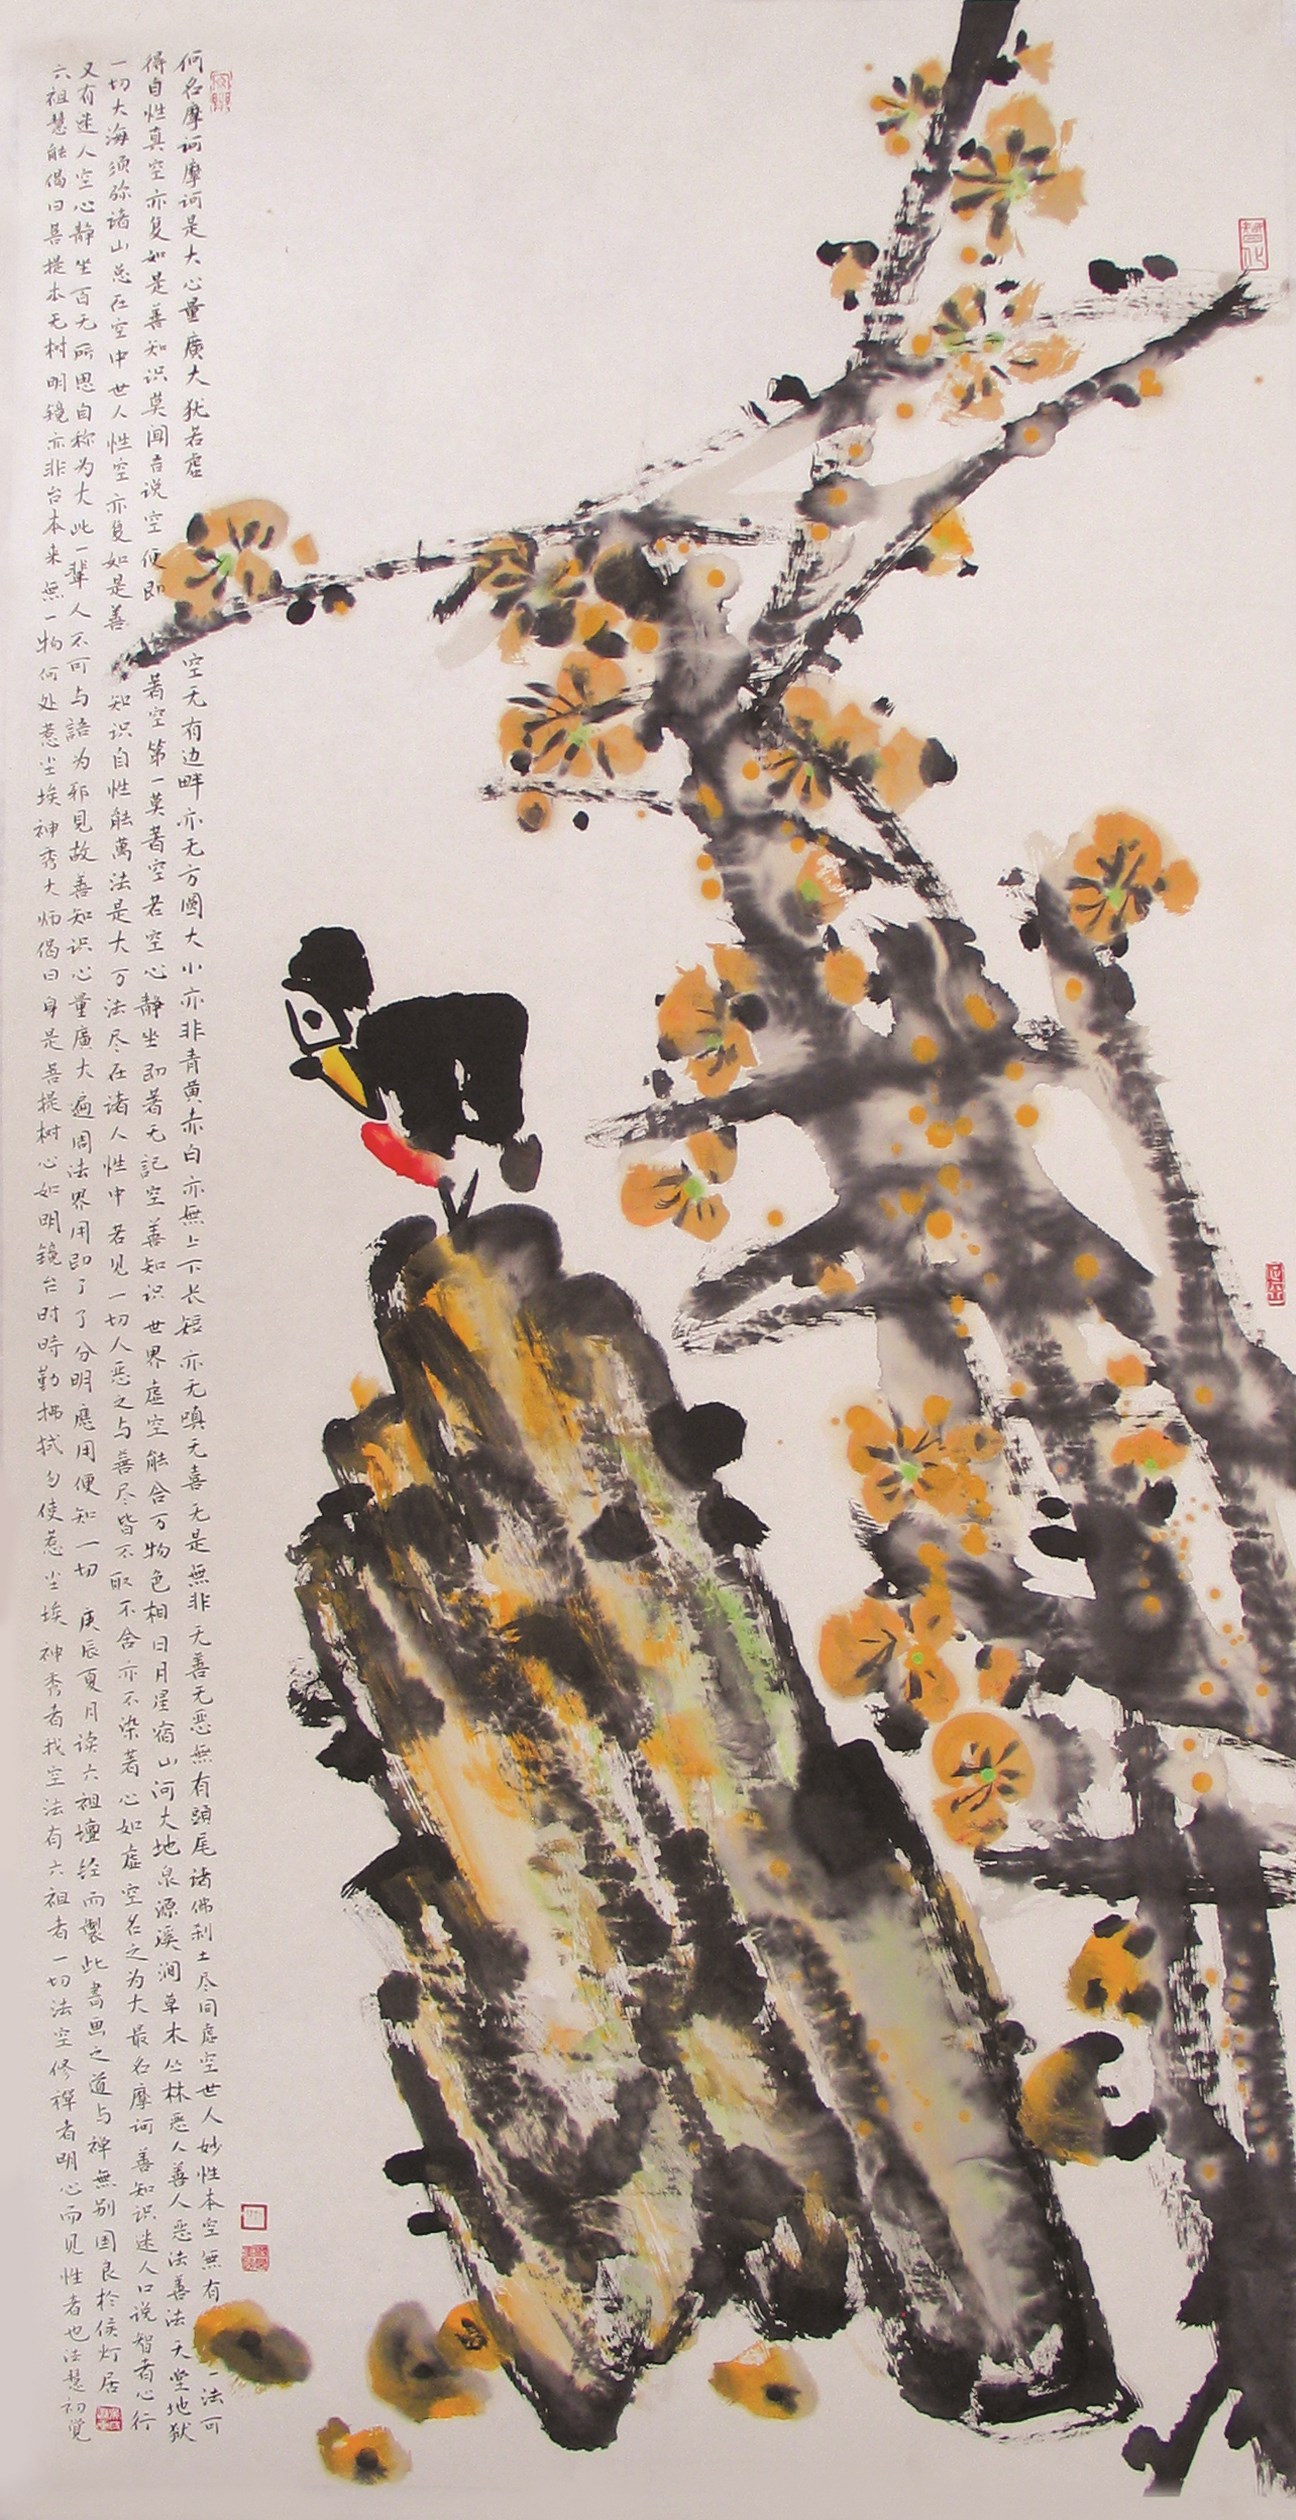 何名摩诃摩诃是大心量廣大犹若虚空无有边畔亦无方圓大小亦非青黄赤白亦無上下长短亦无嗔无喜无是無非无善无恶無有頭尾诸佛刹土尽同虚空世人妙性本空無有一法可
得自性真空亦复如是善知识莫闻吾说空便即著空第一莫著空若空心静坐即著无記空善知识世界虚空能含万物色相日月星宿山河大地泉源溪涧草木丛林恶人善人恶法善法天堂地狱
一切大海须弥诸山总在空中世人性空亦复如是善知识自性能萬法是大万法尽在诸人性中若见一切人恶之与善尽皆不取不舍亦不染著心如虚空名之为大最名摩诃善知识迷人口说智者心行
又有迷人空心静坐百无所思自称为大此一辈人不可与語为邪見故善知识心量廣大遍周法界用即了了分明應用便知一切 庚辰夏月读六祖壇经而製此書画之道与禅無别国良於侯灯居
六祖慧能偈曰菩提本无树明镜亦非台本来無一物何处惹尘埃神秀大师偈曰身是菩提树心如明镜台时時勤拂拭勿使惹尘埃神秀者找空法有六祖者一切法空修禅者明心而见性者也法慧初觉